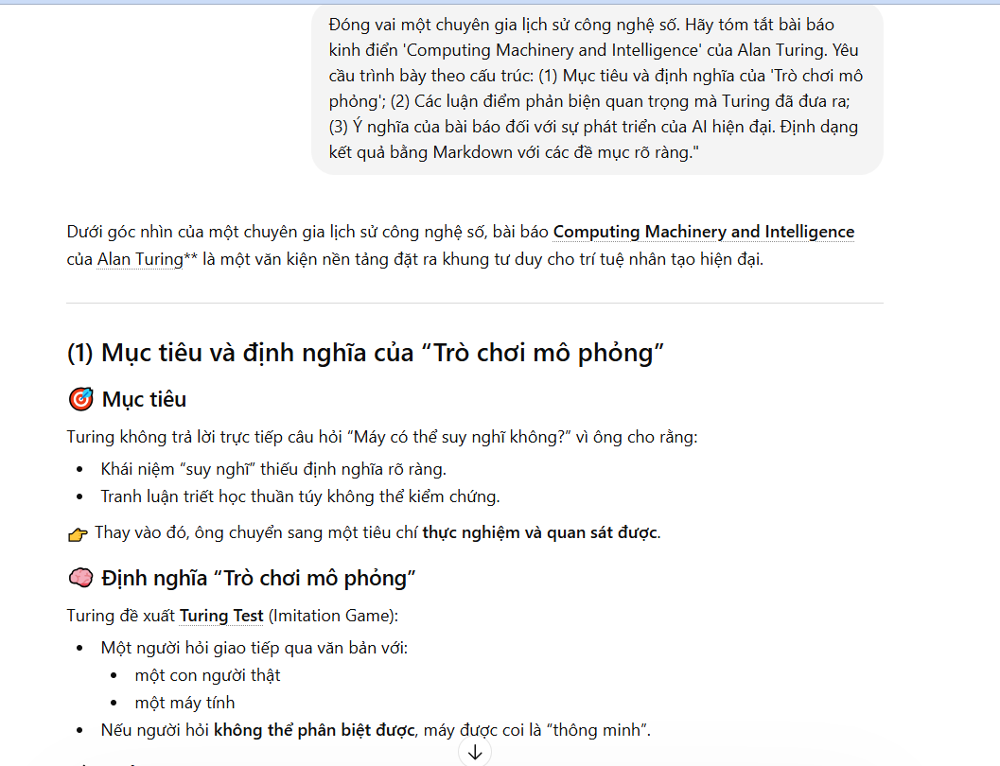 Đóng vai một chuyên gia lịch sử công nghệ số. Hãy tóm tắt bài báo
kinh điển 'Computing Machinery and Intelligence' của Alan Turing. Yêu
cầu trình bày theo cấu trúc: (1) Mục tiêu và định nghĩa của 'Trò chơi mô
phỏng'; (2) Các luận điểm phản biện quan trọng mà Turing đã đưa ra;
(3) Ý nghĩa của bài báo đối với sự phát triển của AI hiện đại. Định dạng
kết quả bằng Markdown với các đề mục rõ ràng."
Dưới góc nhìn của một chuyên gia lịch sử công nghệ số, bài báo Computing Machinery and Intelligence
của Alan Turing** là một văn kiện nền tảng đặt ra khung tư duy cho trí tuệ nhân tạo hiện đại.
(1) Mục tiêu và định nghĩa của “Trò chơi mô phỏng”
🎯 Mục tiêu
Turing không trả lời trực tiếp câu hỏi “Máy có thể suy nghĩ không?” vì ông cho rằng:
• Khái niệm “suy nghĩ” thiếu định nghĩa rõ ràng.
• Tranh luận triết học thuần túy không thể kiểm chứng.
👉 Thay vào đó, ông chuyển sang một tiêu chí thực nghiệm và quan sát được.
🧠 Định nghĩa “Trò chơi mô phỏng”
Turing đề xuất Turing Test (Imitation Game):
• Một người hỏi giao tiếp qua văn bản với:
• một con người thật
• một máy tính
• Nếu người hỏi không thể phân biệt được, máy được coi là “thông minh”.